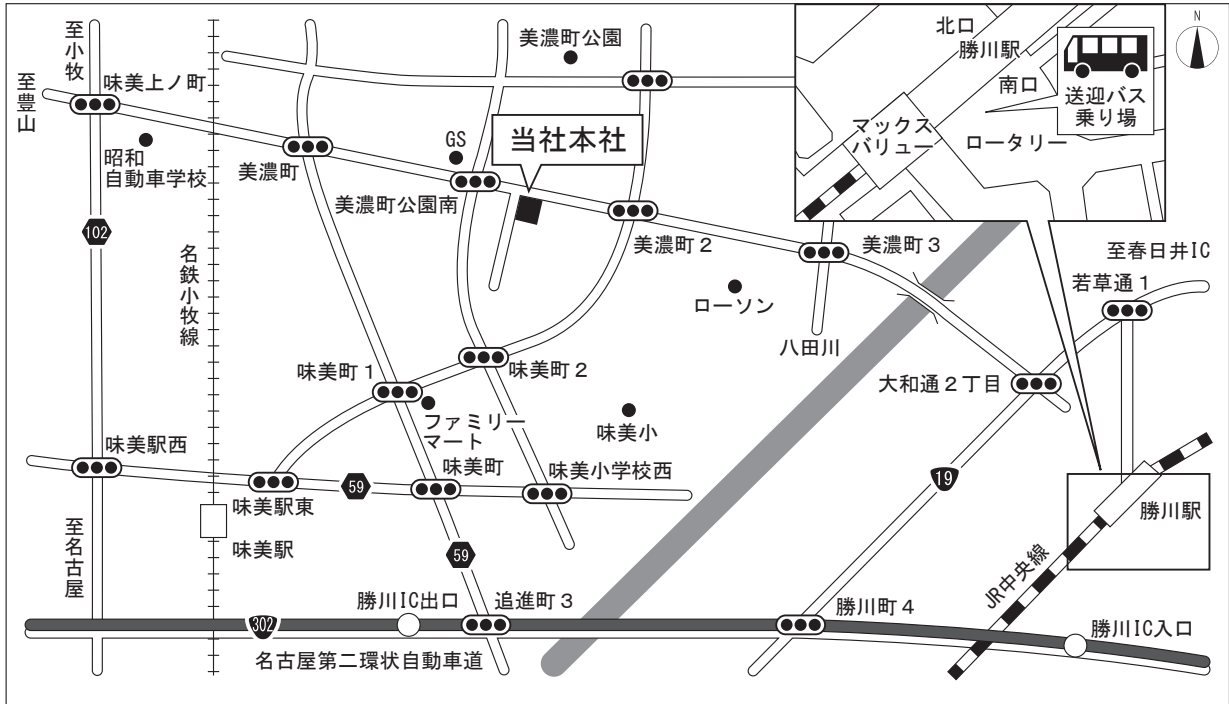 至小牧
至豊山
味美上ノ町
昭和
自動車学校
美濃町
102
名鉄小牧線
美濃町公園
GS
当社本社
美濃町公園南
美濃町2
美濃町3
ローソン
八田川
北口
勝川駅
南口
マックス
バリュー
ロータリー
送迎バス
乗り場
N
至春日井IC
若草通1
大和通2丁目
19
味美町1
味美町2
ファミリー
マート
味美小
味美駅西
味美駅東
59
味美町
味美小学校西
至名古屋
味美駅
59
勝川IC出口
追進町3
302
名古屋第二環状自動車道
勝川町4
JR中央線
勝川駅
勝川IC入口